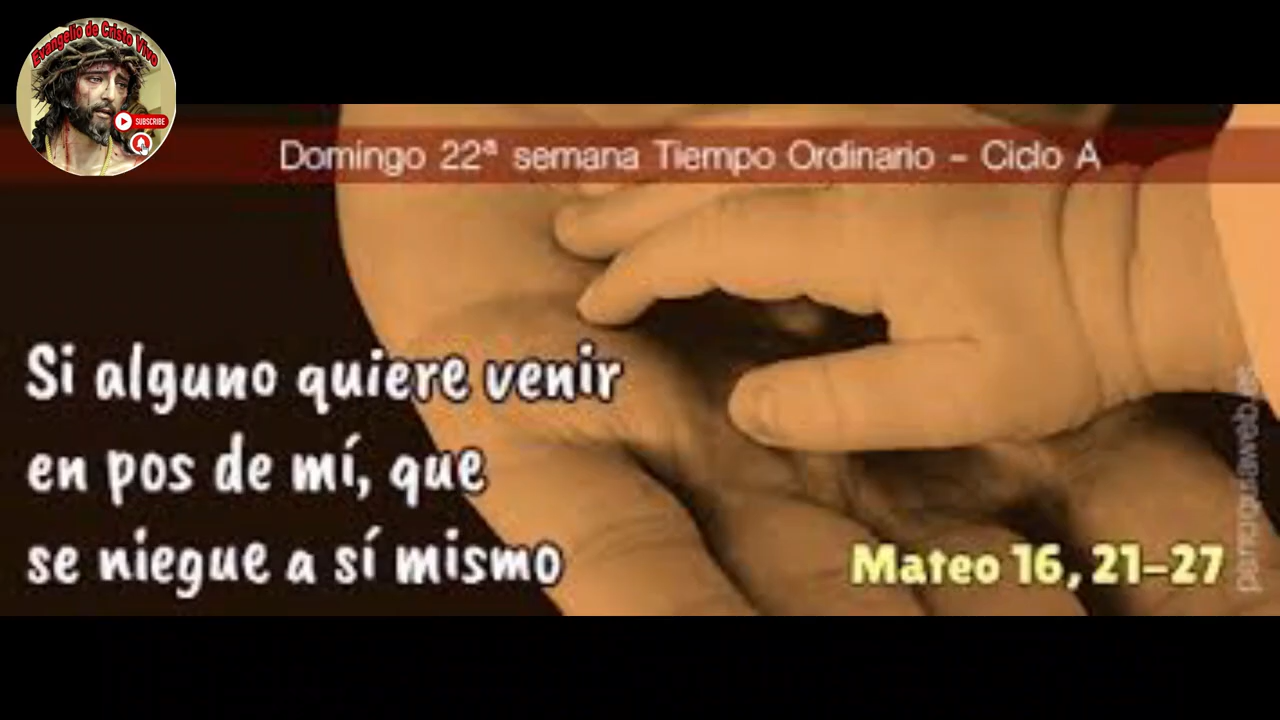 Evangelio de Cristo Vivo
SUBSCRIBE
Domingo 22ª semana Tiempo Ordinario - Ciclo A
Si alguno quiere venir
en pos de mí, que
se niegue a sí mismo
Mateo 16, 21-27